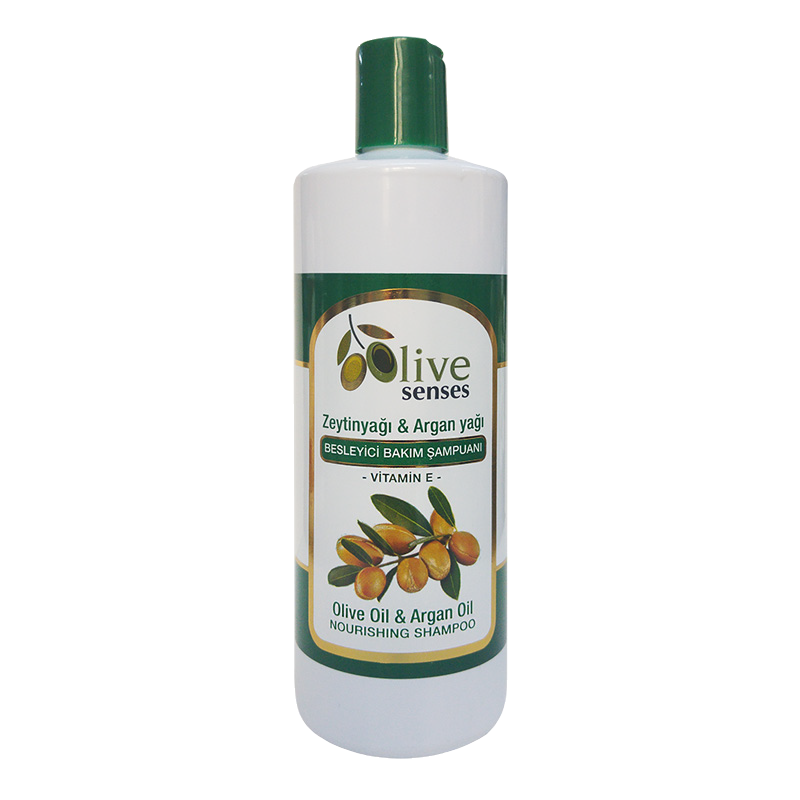 Olive
senses
Zeytinyağı & Argan yağı
BESLEYİCİ BAKIM ŞAMPUANI
- VİTAMİN E -
Olive Oil & Argan Oil
NOURISHING SHAMPOO